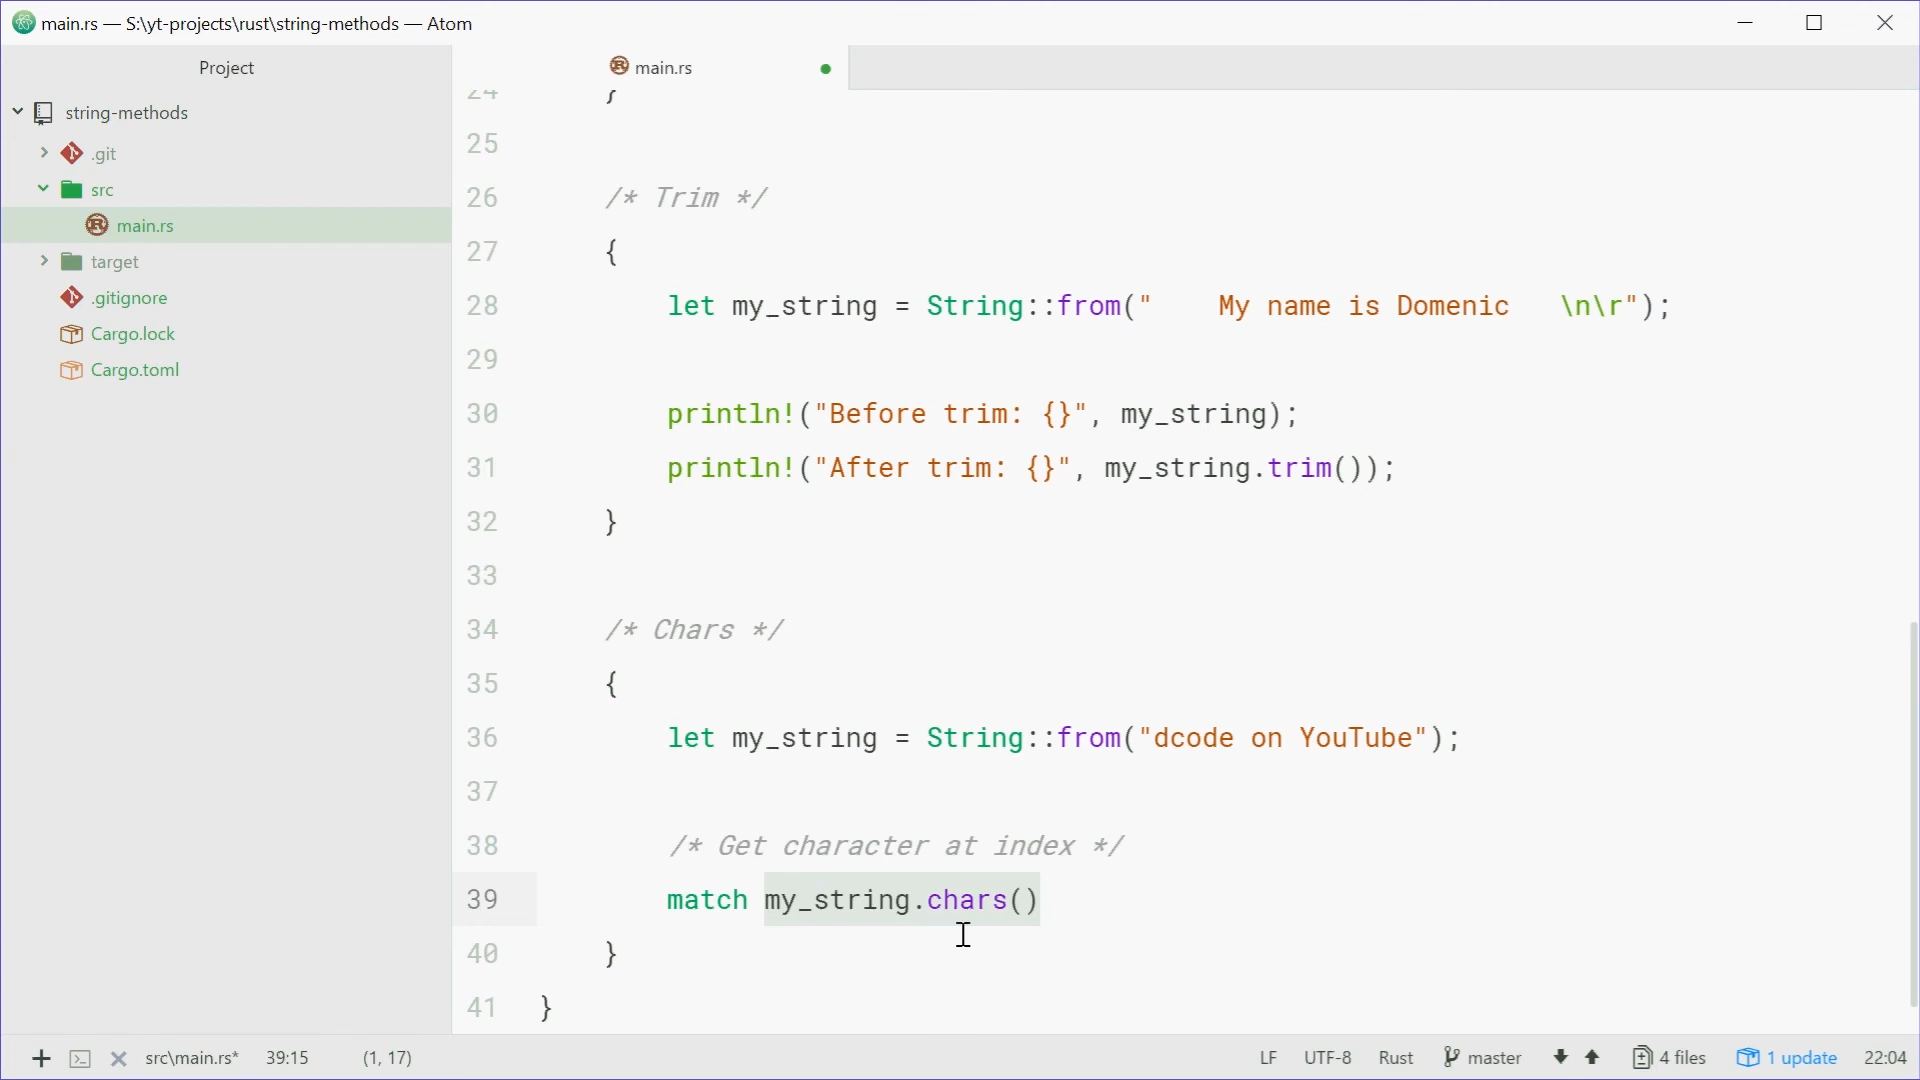 main.rs — S:\yt-projects\rust\string-methods — Atom
Project
string-methods
.git
src
main.rs
target
.gitignore
Cargo.lock
Cargo.toml
main.rs
24 }
25
26 /* Trim */
27 {
28 let my_string = String::from("    My name is Domenic   \n\r");
29
30 println!("Before trim: {}", my_string);
31 println!("After trim: {}", my_string.trim());
32 }
33
34 /* Chars */
35 {
36 let my_string = String::from("dcode on YouTube");
37
38 /* Get character at index */
39 match my_string.chars()
40 }
41 }
src\main.rs* 39:15 (1, 17) LF UTF-8 Rust master 4 files 1 update 22:04